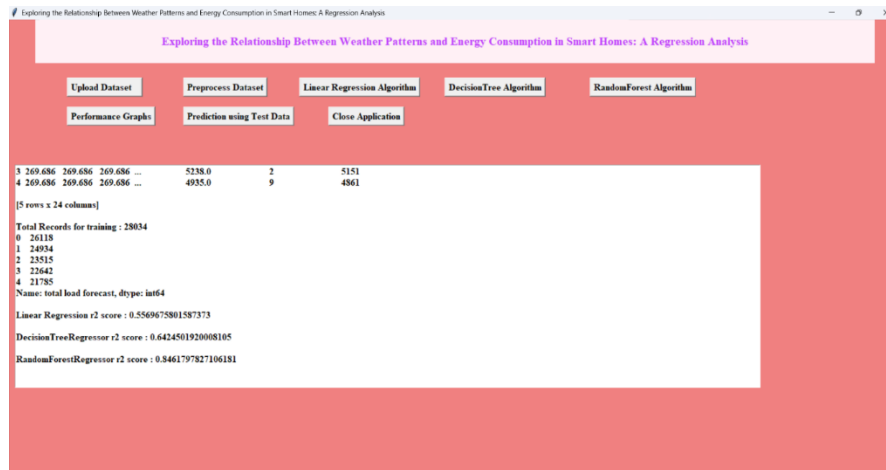 Exploring the Relationship Between Weather Patterns and Energy Consumption in Smart Homes: A Regression Analysis
Exploring the Relationship Between Weather Patterns and Energy Consumption in Smart Homes: A Regression Analysis
Upload Dataset Preprocess Dataset Linear Regression Algorithm DecisionTree Algorithm RandomForest Algorithm
Performance Graphs Prediction using Test Data Close Application
3 269.686 269.686 269.686 ... 5238.0 2 5151
4 269.686 269.686 269.686 ... 4935.0 9 4861
[5 rows x 24 columns]
Total Records for training : 28034
0 26118
1 24934
2 23515
3 22642
4 21785
Name: total load forecast, dtype: int64
Linear Regression r2 score : 0.5569675801587373
DecisionTreeRegressor r2 score : 0.6424501920008105
RandomForestRegressor r2 score : 0.8461797827106181